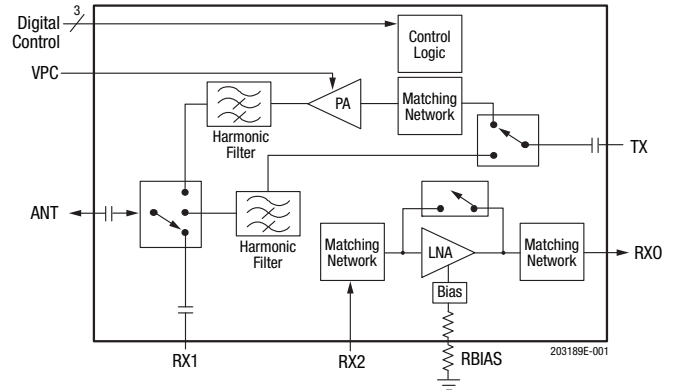 3
Digital
Control
Control
Logic
VPC
PA
Matching
Network
Harmonic
Filter
TX
ANT
Harmonic
Filter
Matching
Network
LNA
Matching
Network
RXO
Bias
RX1
RX2
RBIAS
203189E-001